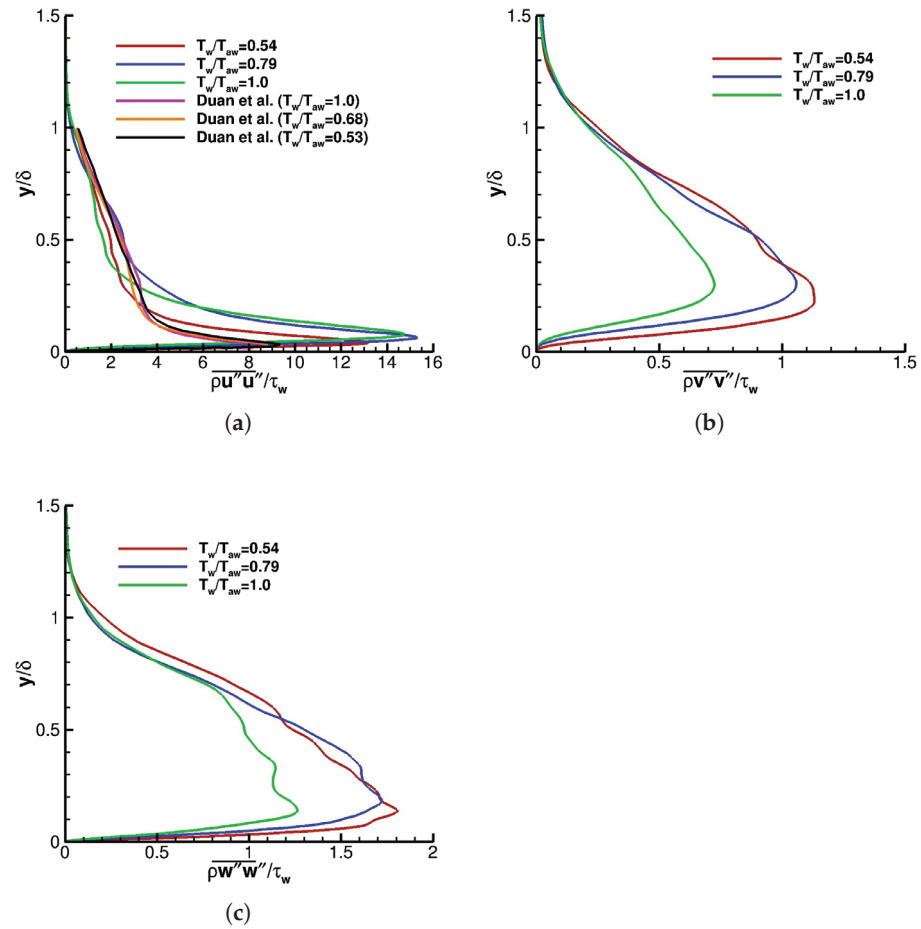 1.5
1
0.5
0
y/δ
T_w/T_aw=0.54
T_w/T_aw=0.79
T_w/T_aw=1.0
Duan et al. (T_w/T_aw=1.0)
Duan et al. (T_w/T_aw=0.68)
Duan et al. (T_w/T_aw=0.53)
0 2 4 6 8 10 12 14 16
ρu″u″/τ_w
(a)
1.5
1
0.5
0
y/δ
T_w/T_aw=0.54
T_w/T_aw=0.79
T_w/T_aw=1.0
0 0.5 1 1.5
ρv″v″/τ_w
(b)
1.5
1
0.5
0
y/δ
T_w/T_aw=0.54
T_w/T_aw=0.79
T_w/T_aw=1.0
0 0.5 1 1.5 2
ρw″w″/τ_w
(c)